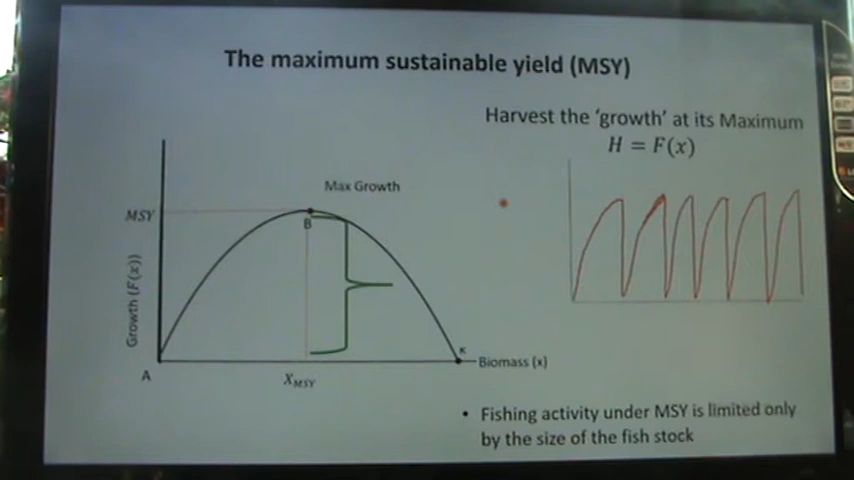 The maximum sustainable yield (MSY)
Harvest the ‘growth’ at its Maximum
H = F(x)
Max Growth
MSY
B
Growth (F(x))
K
Biomass (x)
A
X_MSY
• Fishing activity under MSY is limited only
by the size of the fish stock